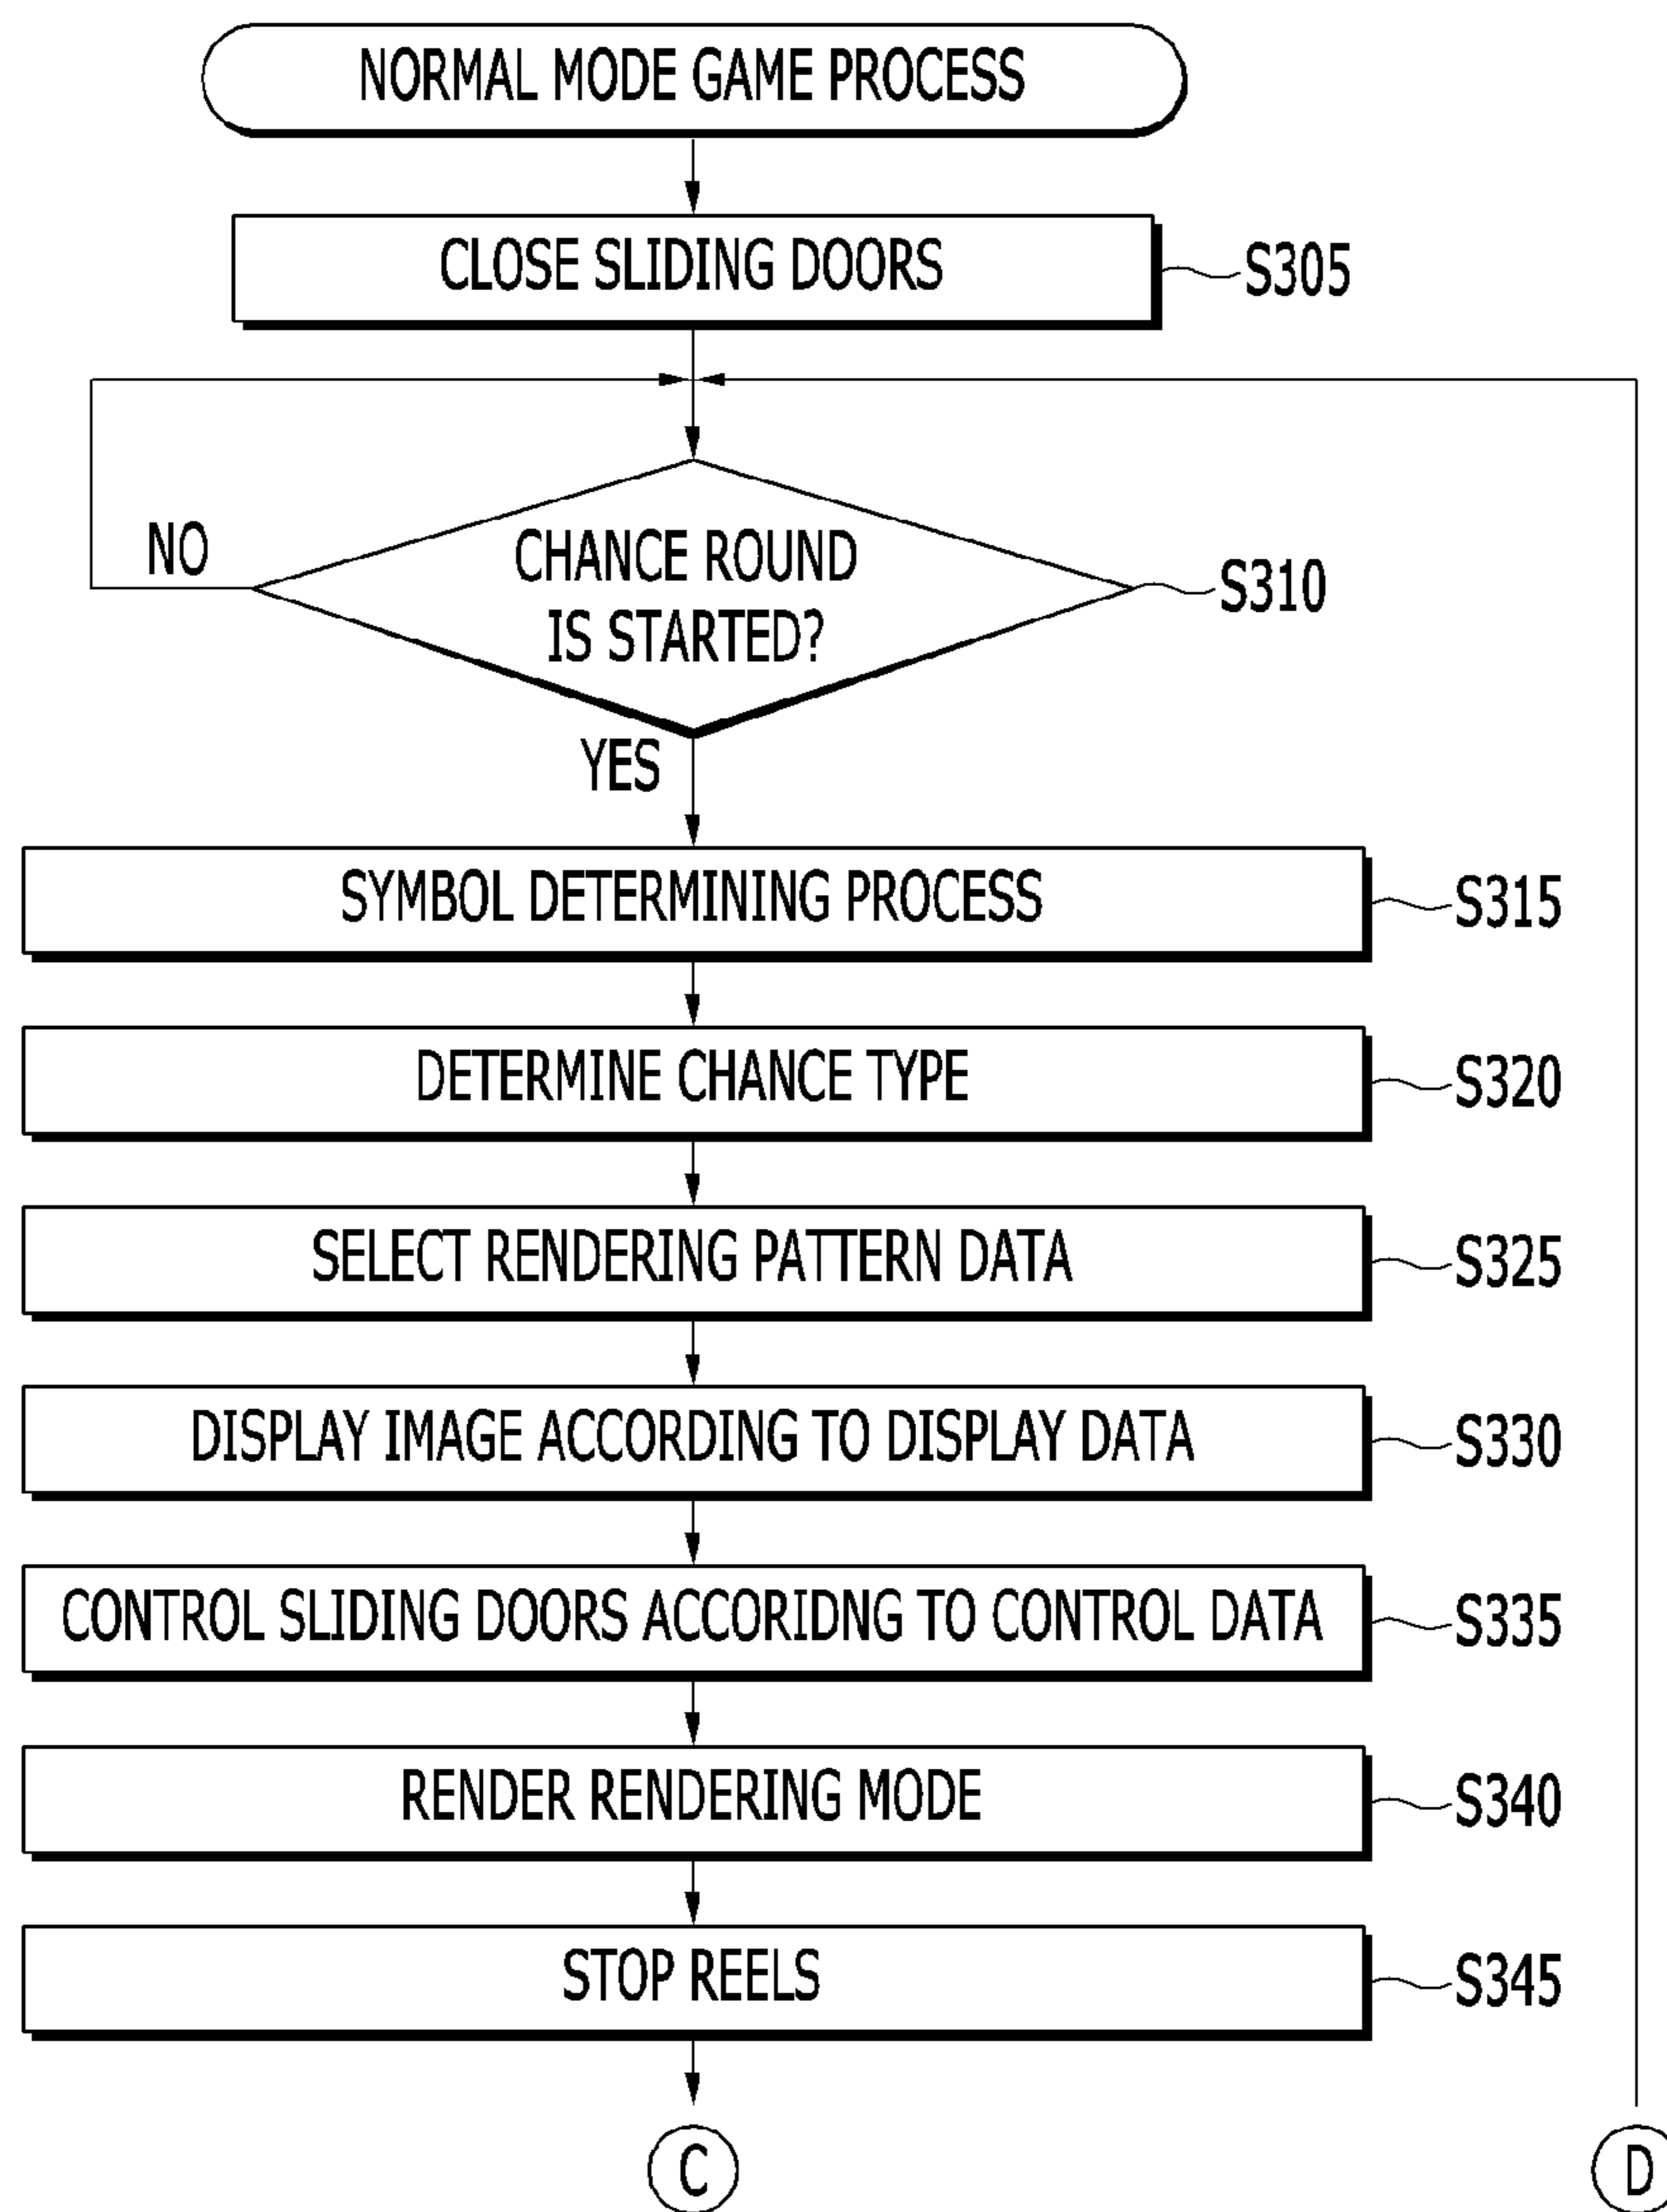 NORMAL MODE GAME PROCESS
CLOSE SLIDING DOORS
S305
NO
CHANCE ROUND
IS STARTED?
S310
YES
SYMBOL DETERMINING PROCESS
S315
DETERMINE CHANCE TYPE
S320
SELECT RENDERING PATTERN DATA
S325
DISPLAY IMAGE ACCORDING TO DISPLAY DATA
S330
CONTROL SLIDING DOORS ACCORIDNG TO CONTROL DATA
S335
RENDER RENDERING MODE
S340
STOP REELS
S345
C
D